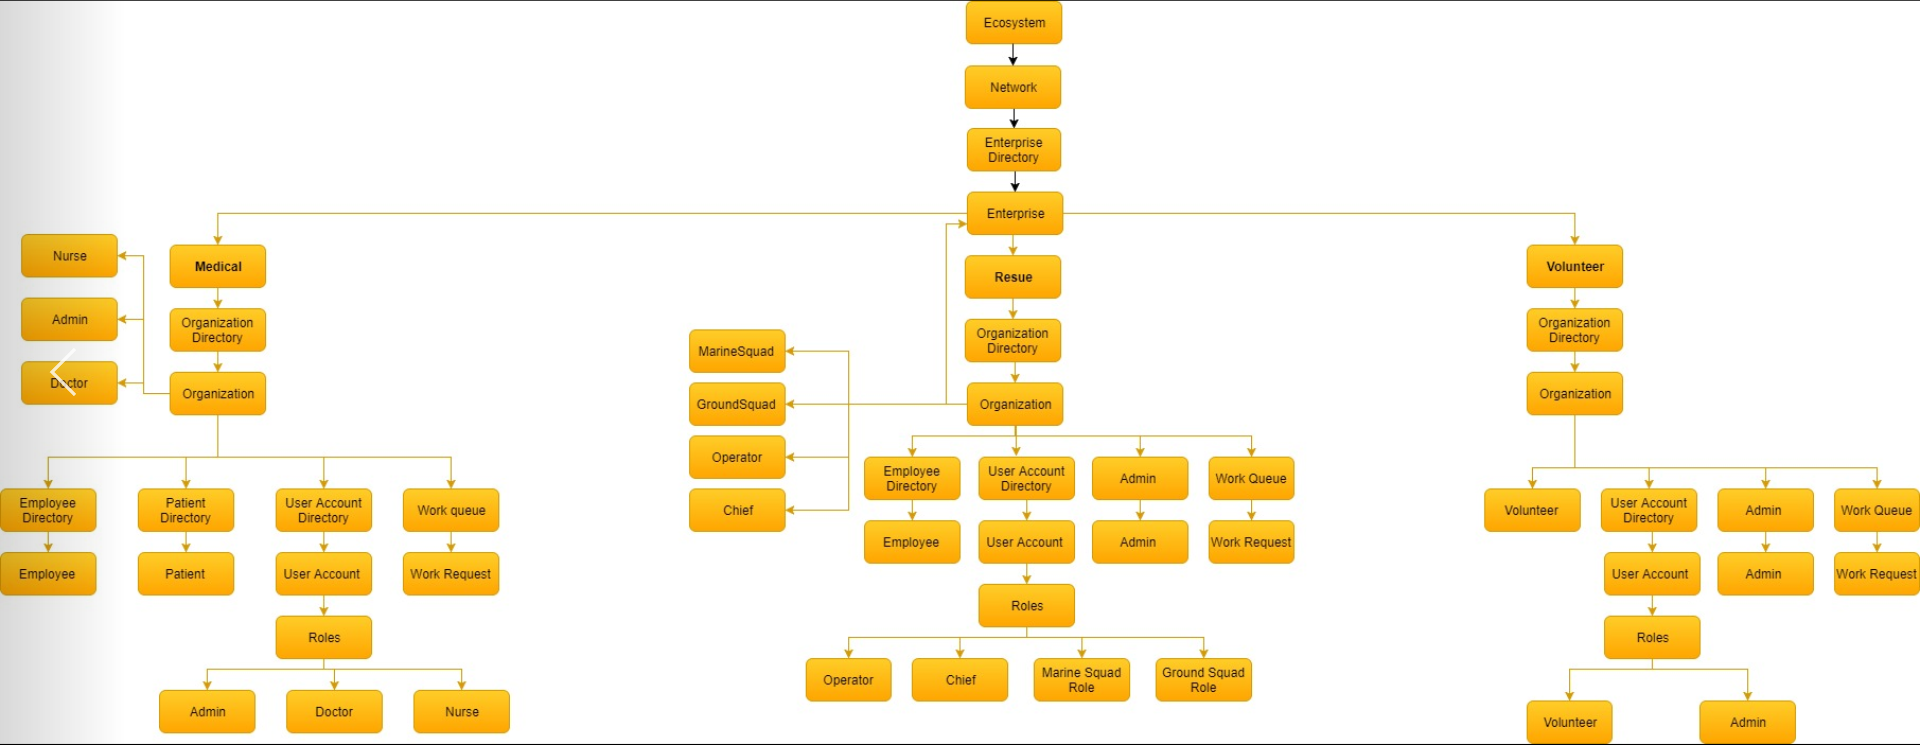 Ecosystem
Network
Enterprise
Directory
Enterprise
Nurse
Admin
Doctor
Medical
Organization
Directory
Organization
Employee
Directory
Employee
Patient
Directory
Patient
User Account
Directory
User Account
Roles
Admin
Doctor
Nurse
Work queue
Work Request
Resue
Organization
Directory
Organization
MarineSquad
GroundSquad
Operator
Chief
Employee
Directory
Employee
User Account
Directory
User Account
Roles
Operator
Chief
Marine Squad
Role
Ground Squad
Role
Admin
Admin
Work Queue
Work Request
Volunteer
Organization
Directory
Organization
Volunteer
User Account
Directory
User Account
Roles
Volunteer
Admin
Admin
Admin
Work Queue
Work Request